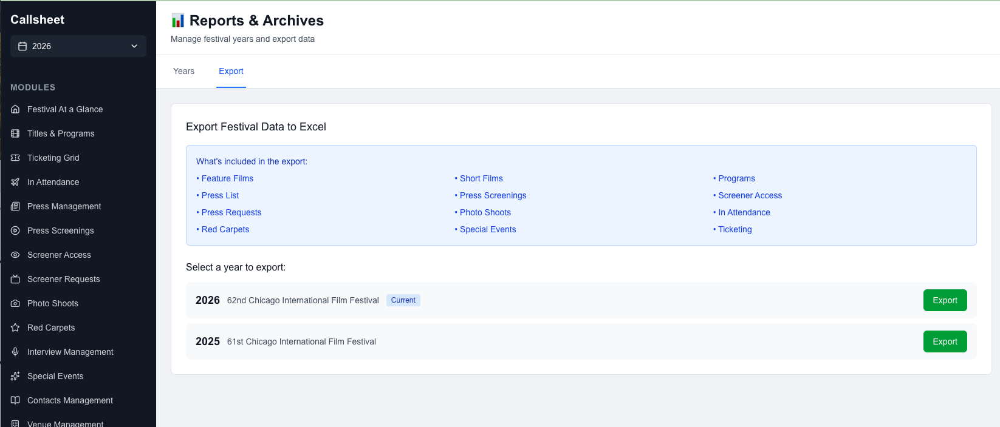 Callsheet
2026
MODULES
Festival At a Glance
Titles & Programs
Ticketing Grid
In Attendance
Press Management
Press Screenings
Screener Access
Screener Requests
Photo Shoots
Red Carpets
Interview Management
Special Events
Contacts Management
Venue Management
Reports & Archives
Manage festival years and export data
Years Export
Export Festival Data to Excel
What's included in the export:
• Feature Films • Short Films • Programs
• Press List • Press Screenings • Screener Access
• Press Requests • Photo Shoots • In Attendance
• Red Carpets • Special Events • Ticketing
Select a year to export:
2026 62nd Chicago International Film Festival Current Export
2025 61st Chicago International Film Festival Export